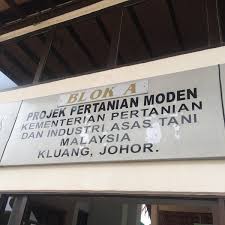 BLOK A
PROJEK PERTANIAN MODEN
KEMENTERIAN PERTANIAN
DAN INDUSTRI ASAS TANI
MALAYSIA
KLUANG, JOHOR.